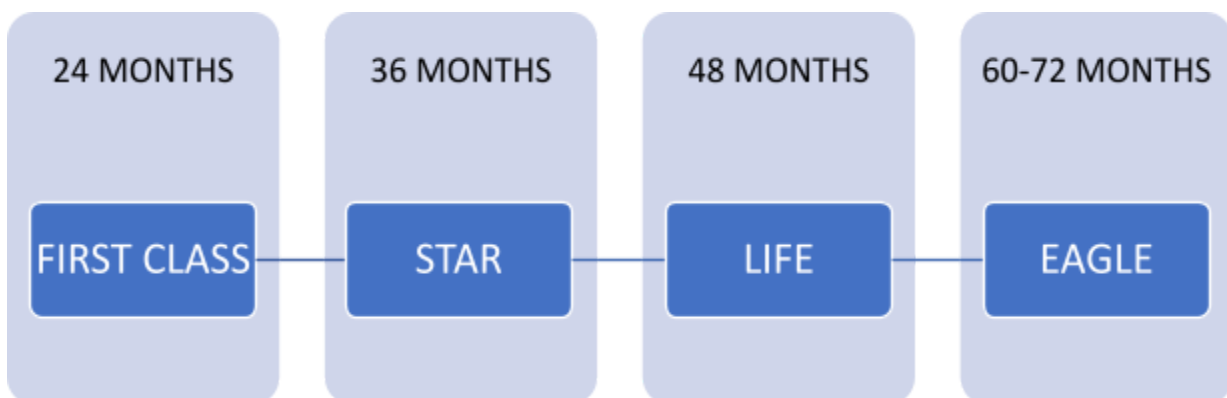 24 MONTHS
36 MONTHS
48 MONTHS
60-72 MONTHS
FIRST CLASS
STAR
LIFE
EAGLE